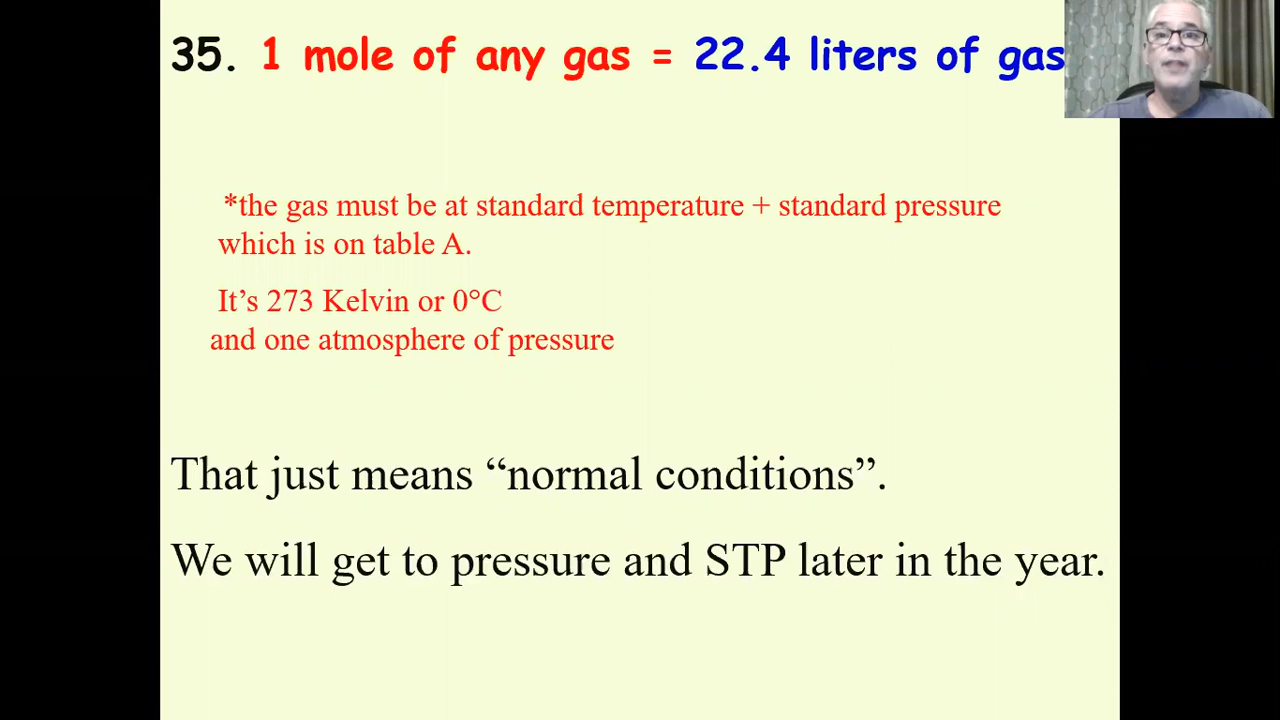 35. 1 mole of any gas = 22.4 liters of gas
*the gas must be at standard temperature + standard pressure
which is on table A.
It’s 273 Kelvin or 0°C
and one atmosphere of pressure
That just means “normal conditions”.
We will get to pressure and STP later in the year.